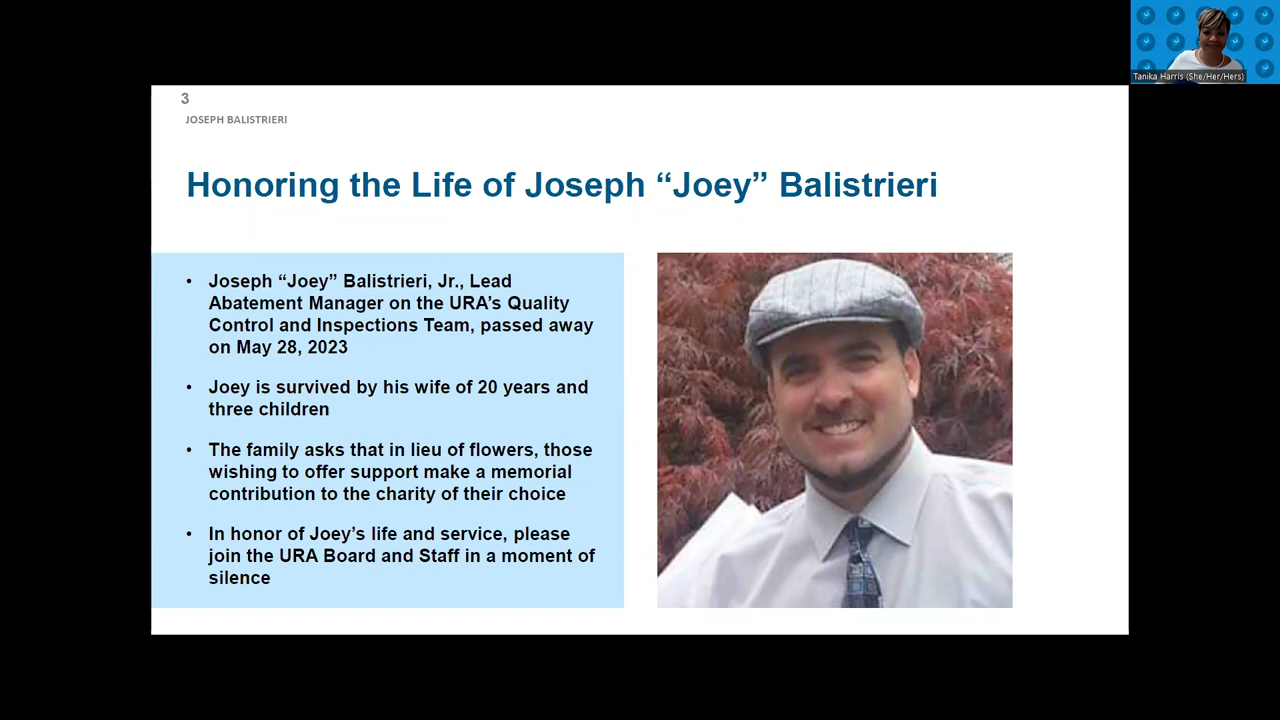 Tanika Harris (She/Her/Hers)
3
JOSEPH BALISTRIERI
Honoring the Life of Joseph “Joey” Balistrieri
• Joseph “Joey” Balistrieri, Jr., Lead
Abatement Manager on the URA’s Quality
Control and Inspections Team, passed away
on May 28, 2023
• Joey is survived by his wife of 20 years and
three children
• The family asks that in lieu of flowers, those
wishing to offer support make a memorial
contribution to the charity of their choice
• In honor of Joey’s life and service, please
join the URA Board and Staff in a moment of
silence